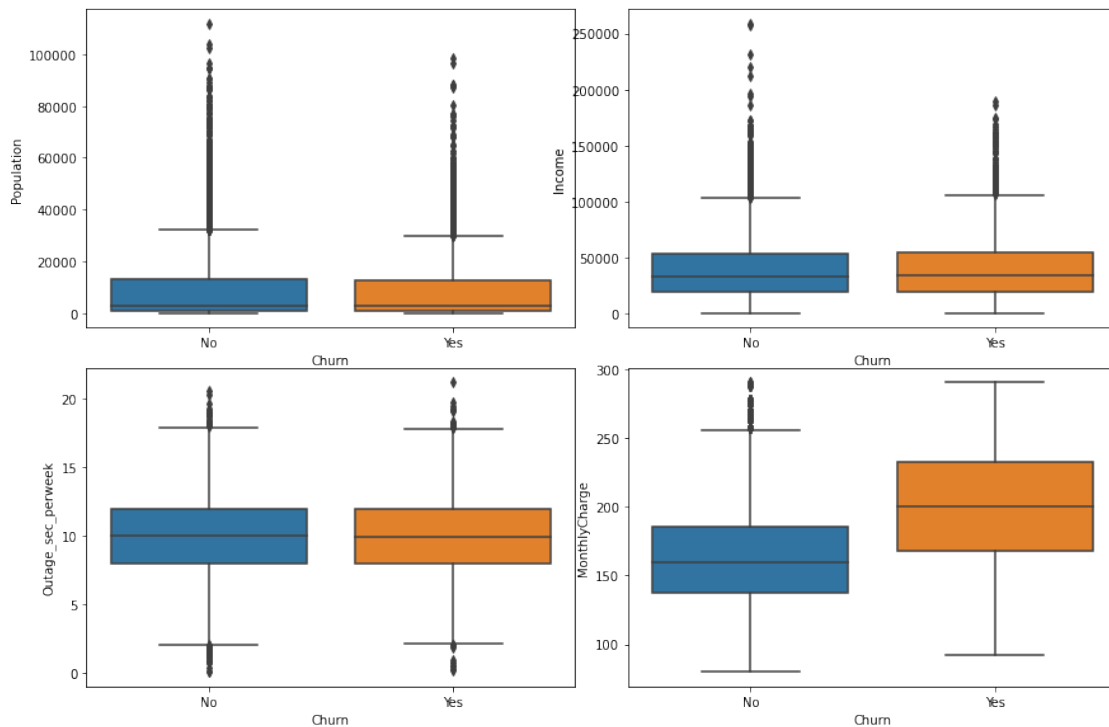 100000
80000
60000
40000
20000
0
Population
No
Yes
Churn
250000
200000
150000
100000
50000
0
Income
No
Yes
Churn
20
15
10
5
0
Outage_sec_perweek
No
Yes
Churn
300
250
200
150
100
MonthlyCharge
No
Yes
Churn